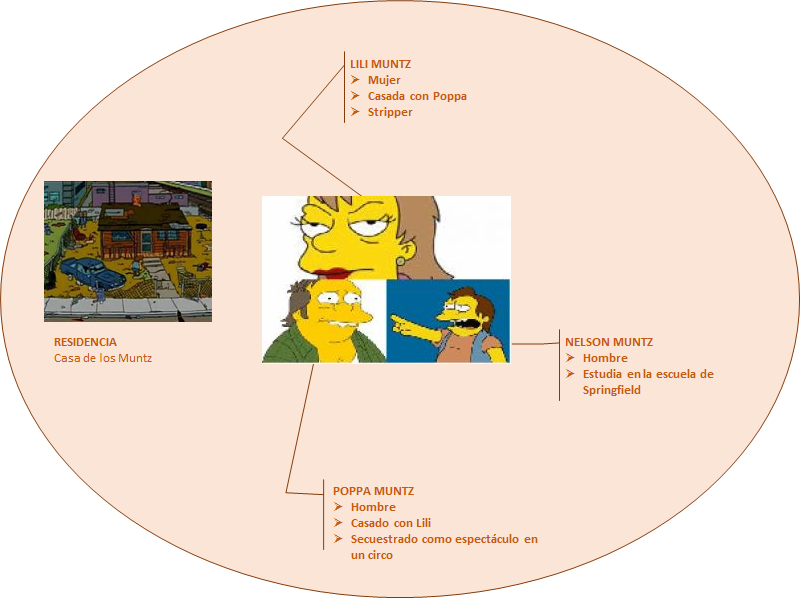 LILI MUNTZ
➢ Mujer
➢ Casada con Poppa
➢ Stripper
RESIDENCIA
Casa de los Muntz
NELSON MUNTZ
➢ Hombre
➢ Estudia en la escuela de
Springfield
POPPA MUNTZ
➢ Hombre
➢ Casado con Lili
➢ Secuestrado como espectáculo en
un circo